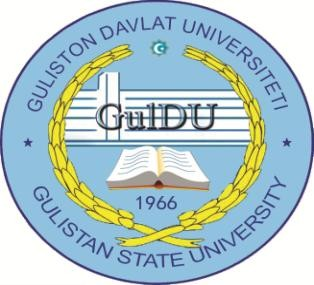 GULISTON DAVLAT UNIVERSITETI
GulDU
1966
GULISTAN STATE UNIVERSITY